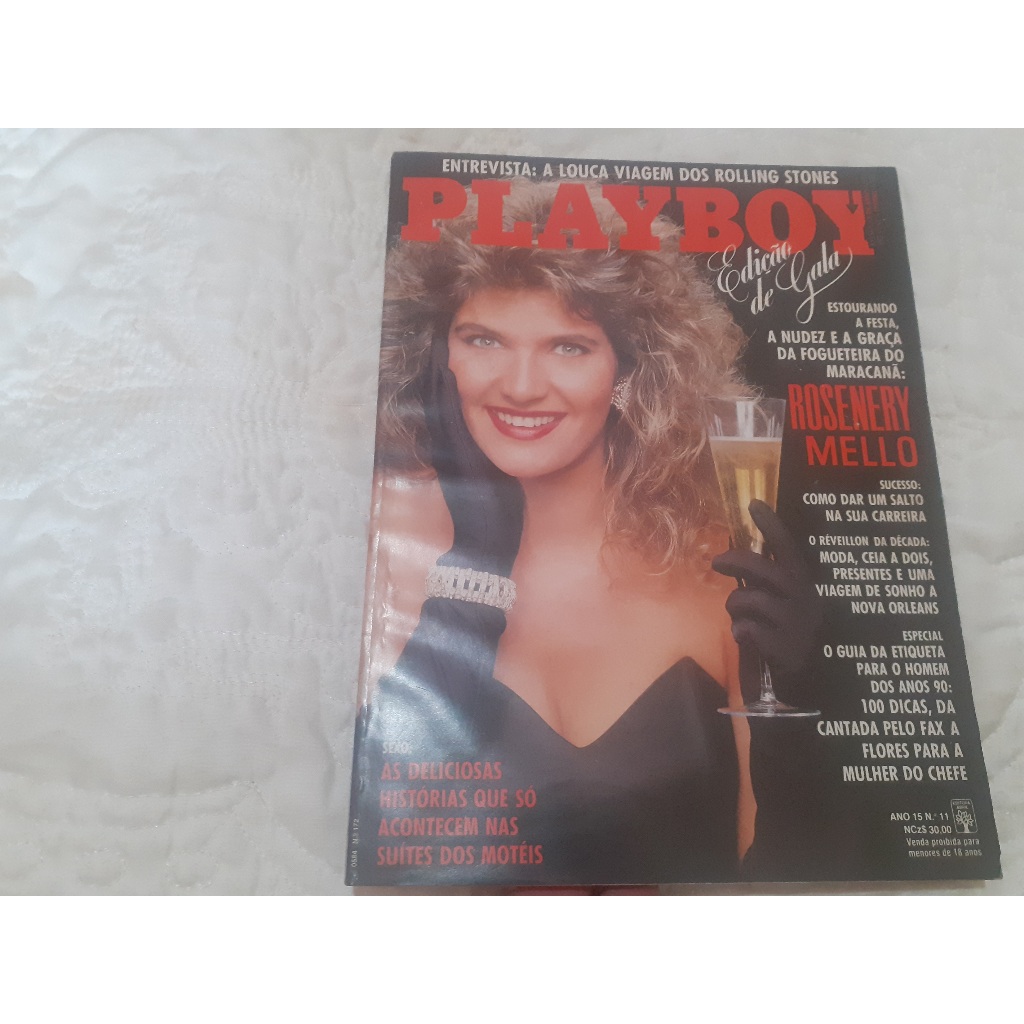 ENTREVISTA: A LOUCA VIAGEM DOS ROLLING STONES
PLAYBOY
Edição
de Gala
ESTOURANDO
A FESTA,
A NUDEZ E A GRAÇA
DA FOGUETEIRA DO
MARACANÃ:
ROSENERY
MELLO
SUCESSO:
COMO DAR UM SALTO
NA SUA CARREIRA
O RÉVEILLON DA DÉCADA:
MODA, CEIA A DOIS,
PRESENTES E UMA
VIAGEM DE SONHO A
NOVA ORLEANS
ESPECIAL
O GUIA DA ETIQUETA
PARA O HOMEM
DOS ANOS 90:
100 DICAS, DA
CANTADA PELO FAX A
FLORES PARA A
MULHER DO CHEFE
SEXO:
AS DELICIOSAS
HISTÓRIAS QUE SÓ
ACONTECEM NAS
SUÍTES DOS MOTÉIS
ANO 15 N.º 11
NCz$ 30,00
Venda proibida para
menores de 18 anos
N.º 172